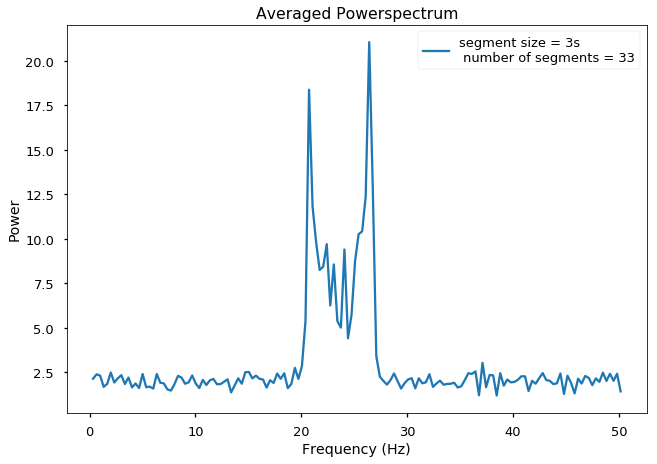 Averaged Powerspectrum
segment size = 3s
number of segments = 33
20.0
17.5
15.0
12.5
10.0
7.5
5.0
2.5
Power
0 10 20 30 40 50
Frequency (Hz)